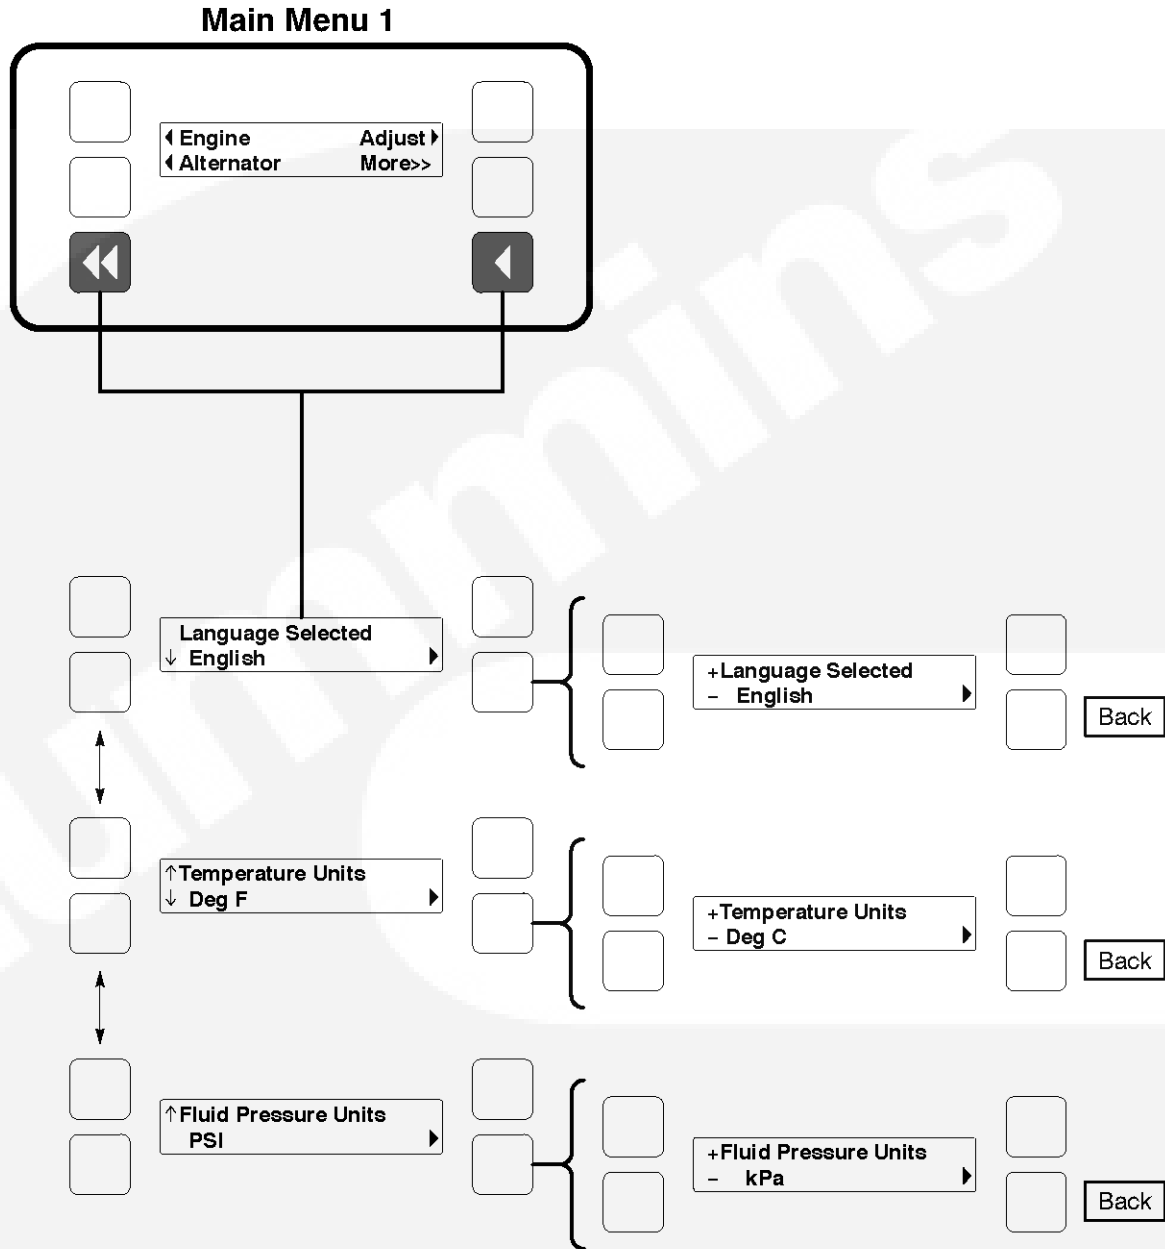 Main Menu 1
Engine Adjust
Alternator More>>
Language Selected
↓ English
+Language Selected
– English
Back
↑Temperature Units
↓ Deg F
+Temperature Units
– Deg C
Back
↑Fluid Pressure Units
PSI
+Fluid Pressure Units
– kPa
Back
ummins